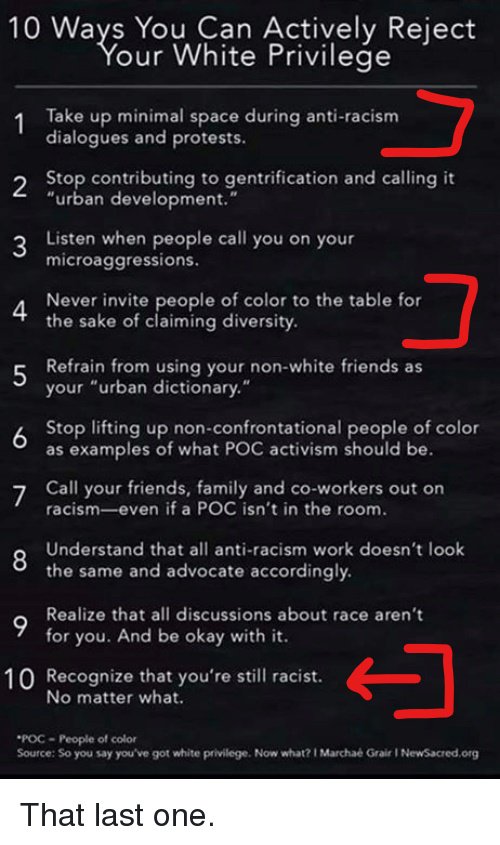 10 Ways You Can Actively Reject
Your White Privilege
1 Take up minimal space during anti-racism
dialogues and protests.
2 Stop contributing to gentrification and calling it
"urban development."
3 Listen when people call you on your
microaggressions.
4 Never invite people of color to the table for
the sake of claiming diversity.
5 Refrain from using your non-white friends as
your "urban dictionary."
6 Stop lifting up non-confrontational people of color
as examples of what POC activism should be.
7 Call your friends, family and co-workers out on
racism—even if a POC isn't in the room.
8 Understand that all anti-racism work doesn't look
the same and advocate accordingly.
9 Realize that all discussions about race aren't
for you. And be okay with it.
10 Recognize that you're still racist.
No matter what.
*POC - People of color
Source: So you say you've got white privilege. Now what? I Marchaé Grair I NewSacred.org
That last one.